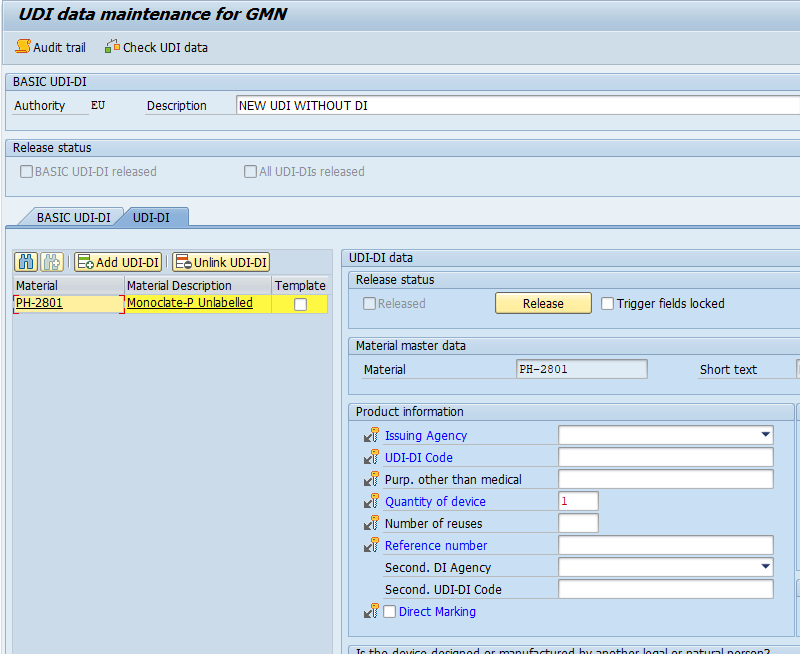 UDI data maintenance for GMN
Audit trail Check UDI data
BASIC UDI-DI
Authority EU Description NEW UDI WITHOUT DI
Release status
BASIC UDI-DI released All UDI-DIs released
BASIC UDI-DI UDI-DI
Add UDI-DI Unlink UDI-DI
Material Material Description Template
PH-2801 Monoclate-P Unlabelled
UDI-DI data
Release status
Released Release Trigger fields locked
Material master data
Material PH-2801 Short text
Product information
Issuing Agency
UDI-DI Code
Purp. other than medical
Quantity of device 1
Number of reuses
Reference number
Second. DI Agency
Second. UDI-DI Code
Direct Marking
Is the device designed or manufactured by another legal or natural person?